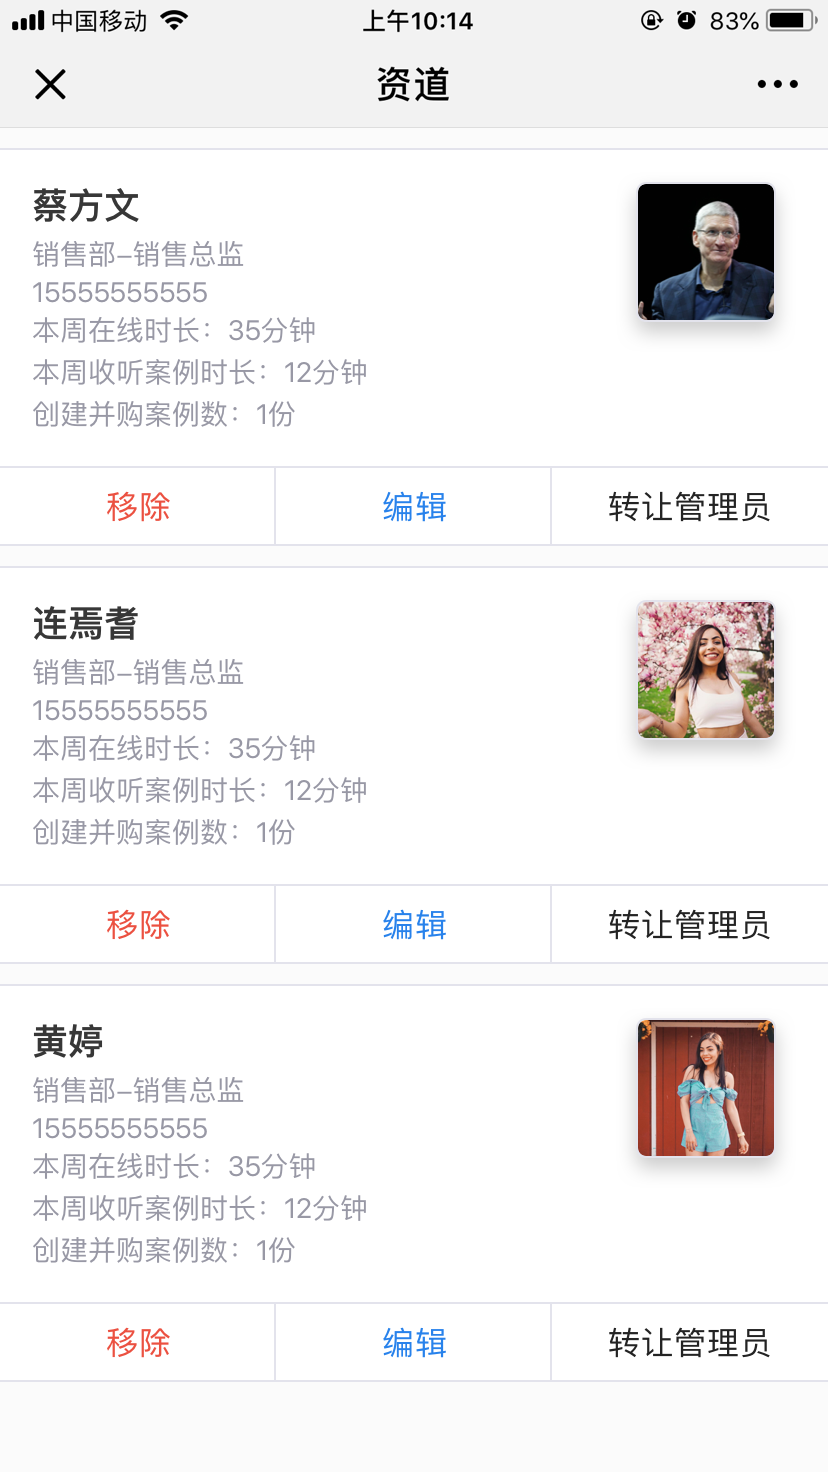 中国移动 上午10:14 83%
资道
蔡方文
销售部–销售总监
15555555555
本周在线时长：35分钟
本周收听案例时长：12分钟
创建并购案例数：1份
移除 编辑 转让管理员
连焉耆
销售部–销售总监
15555555555
本周在线时长：35分钟
本周收听案例时长：12分钟
创建并购案例数：1份
移除 编辑 转让管理员
黄婷
销售部–销售总监
15555555555
本周在线时长：35分钟
本周收听案例时长：12分钟
创建并购案例数：1份
移除 编辑 转让管理员